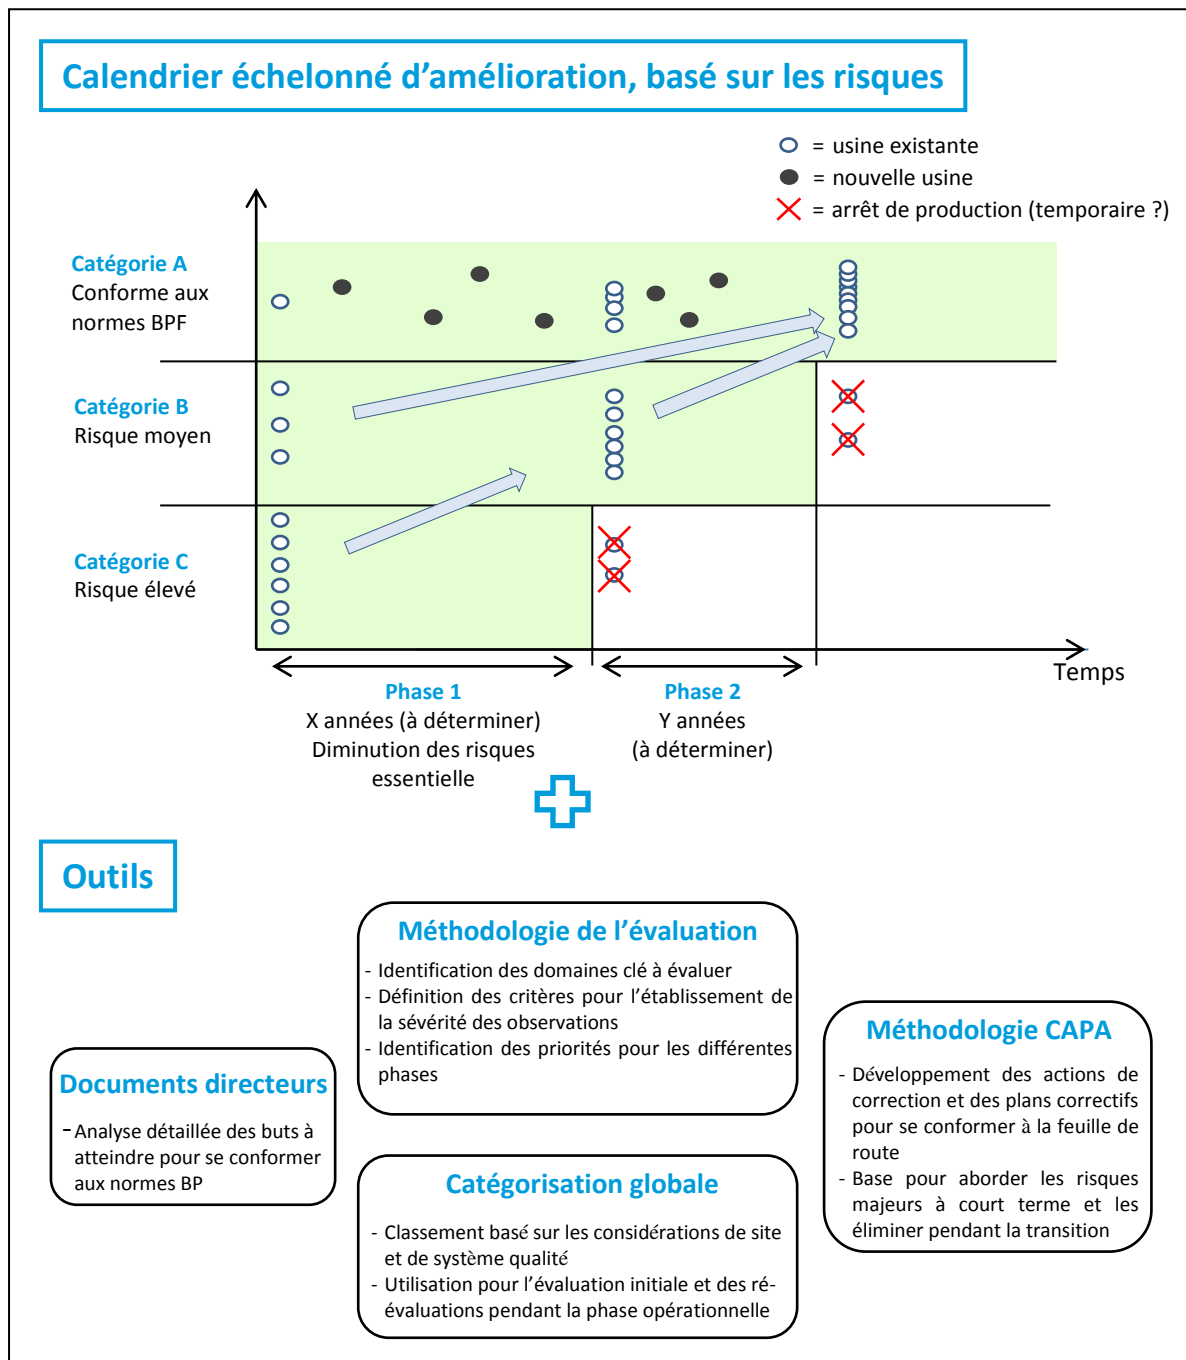 Calendrier échelonné d’amélioration, basé sur les risques
= usine existante
= nouvelle usine
= arrêt de production (temporaire ?)
Catégorie A
Conforme aux
normes BPF
Catégorie B
Risque moyen
Catégorie C
Risque élevé
Temps
Phase 1
X années (à déterminer)
Diminution des risques
essentielle
Phase 2
Y années
(à déterminer)
Outils
Méthodologie de l’évaluation
- Identification des domaines clé à évaluer
- Définition des critères pour l’établissement de
la sévérité des observations
- Identification des priorités pour les différentes
phases
Documents directeurs
- Analyse détaillée des buts à
atteindre pour se conformer
aux normes BP
Catégorisation globale
- Classement basé sur les considérations de site
et de système qualité
- Utilisation pour l’évaluation initiale et des ré-
évaluations pendant la phase opérationnelle
Méthodologie CAPA
- Développement des actions de
correction et des plans correctifs
pour se conformer à la feuille de
route
- Base pour aborder les risques
majeurs à court terme et les
éliminer pendant la transition